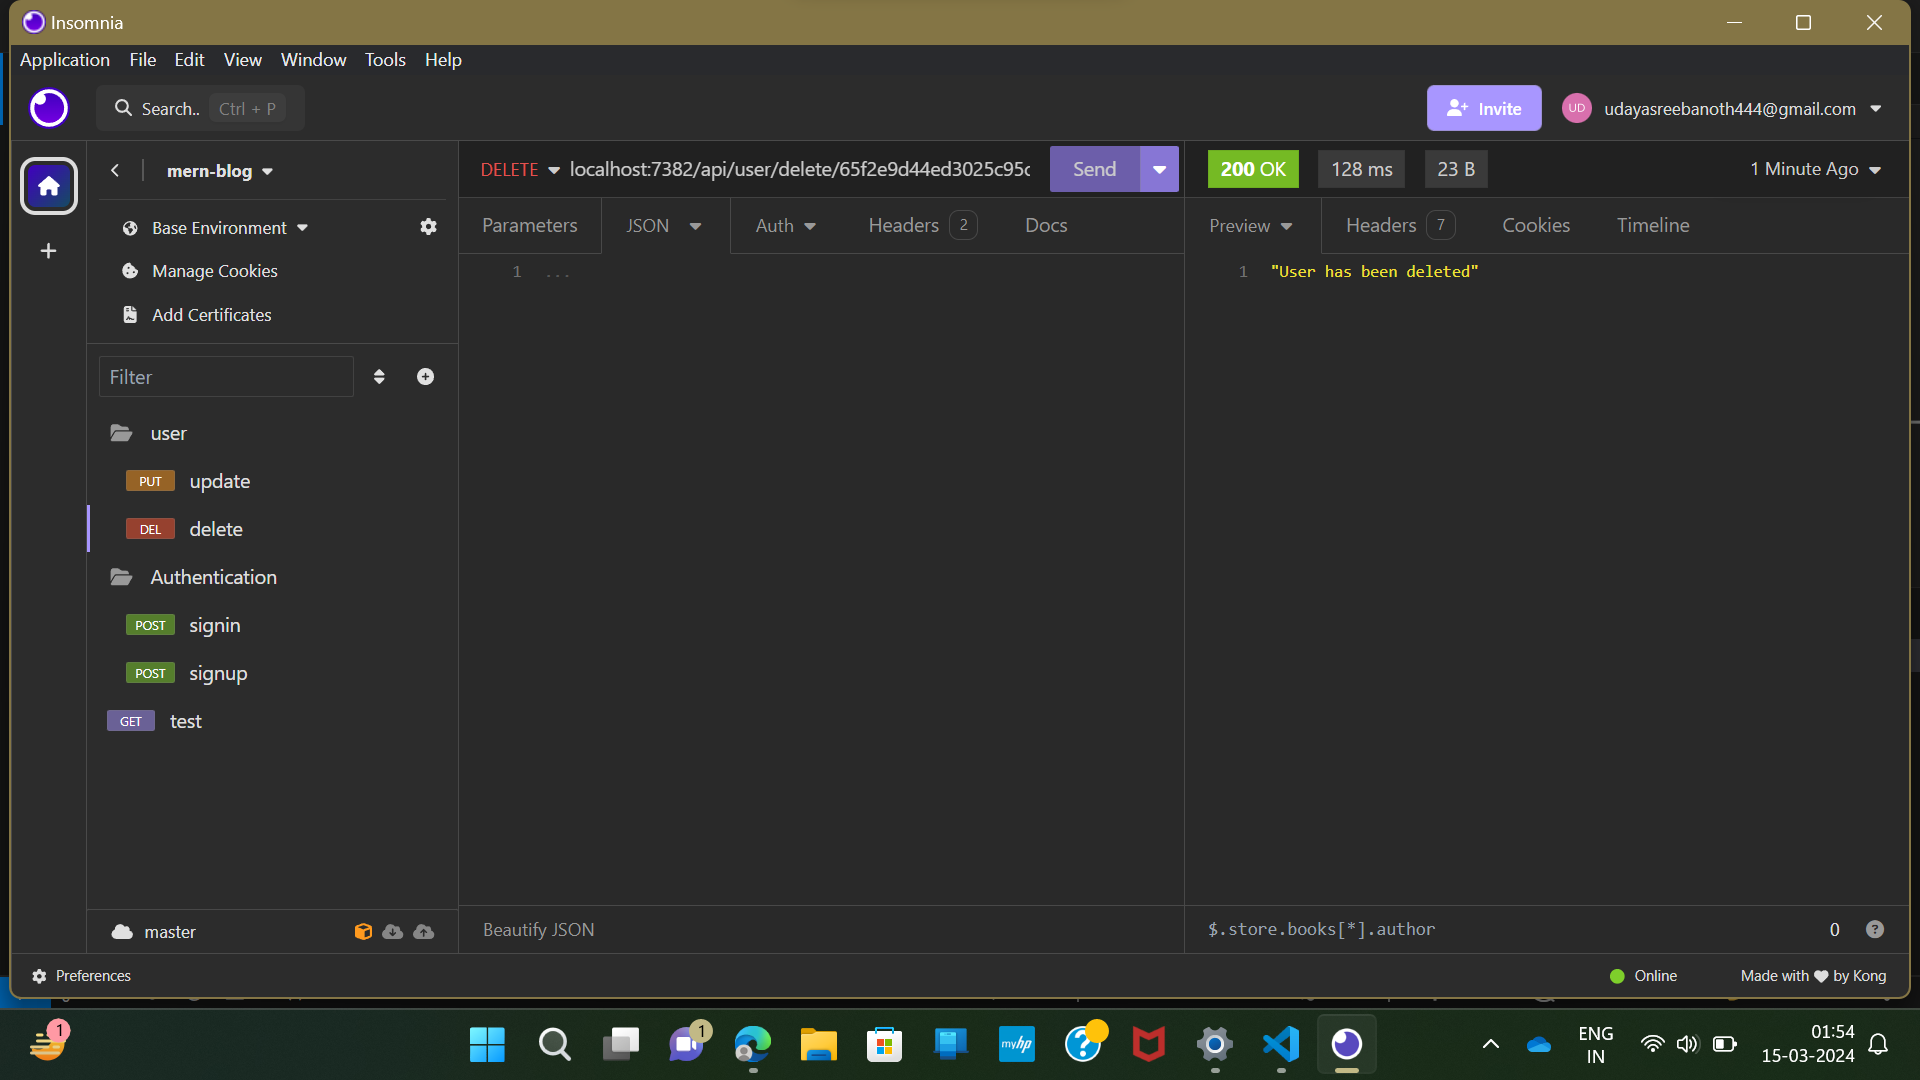 Insomnia
Application File Edit View Window Tools Help
Search.. Ctrl + P
Invite
UD
udayasreebanoth444@gmail.com
mern-blog
DELETE localhost:7382/api/user/delete/65f2e9d44ed3025c95c
Send
200 OK
128 ms
23 B
1 Minute Ago
Base Environment
Manage Cookies
Add Certificates
Parameters JSON Auth Headers 2 Docs
Preview Headers 7 Cookies Timeline
1 ...
1 "User has been deleted"
Filter
user
PUT update
DEL delete
Authentication
POST signin
POST signup
GET test
master
Beautify JSON
$.store.books[*].author
0
?
Preferences
Online
Made with ♥ by Kong
1
1
myhp
?
ENG
IN
01:54
15-03-2024